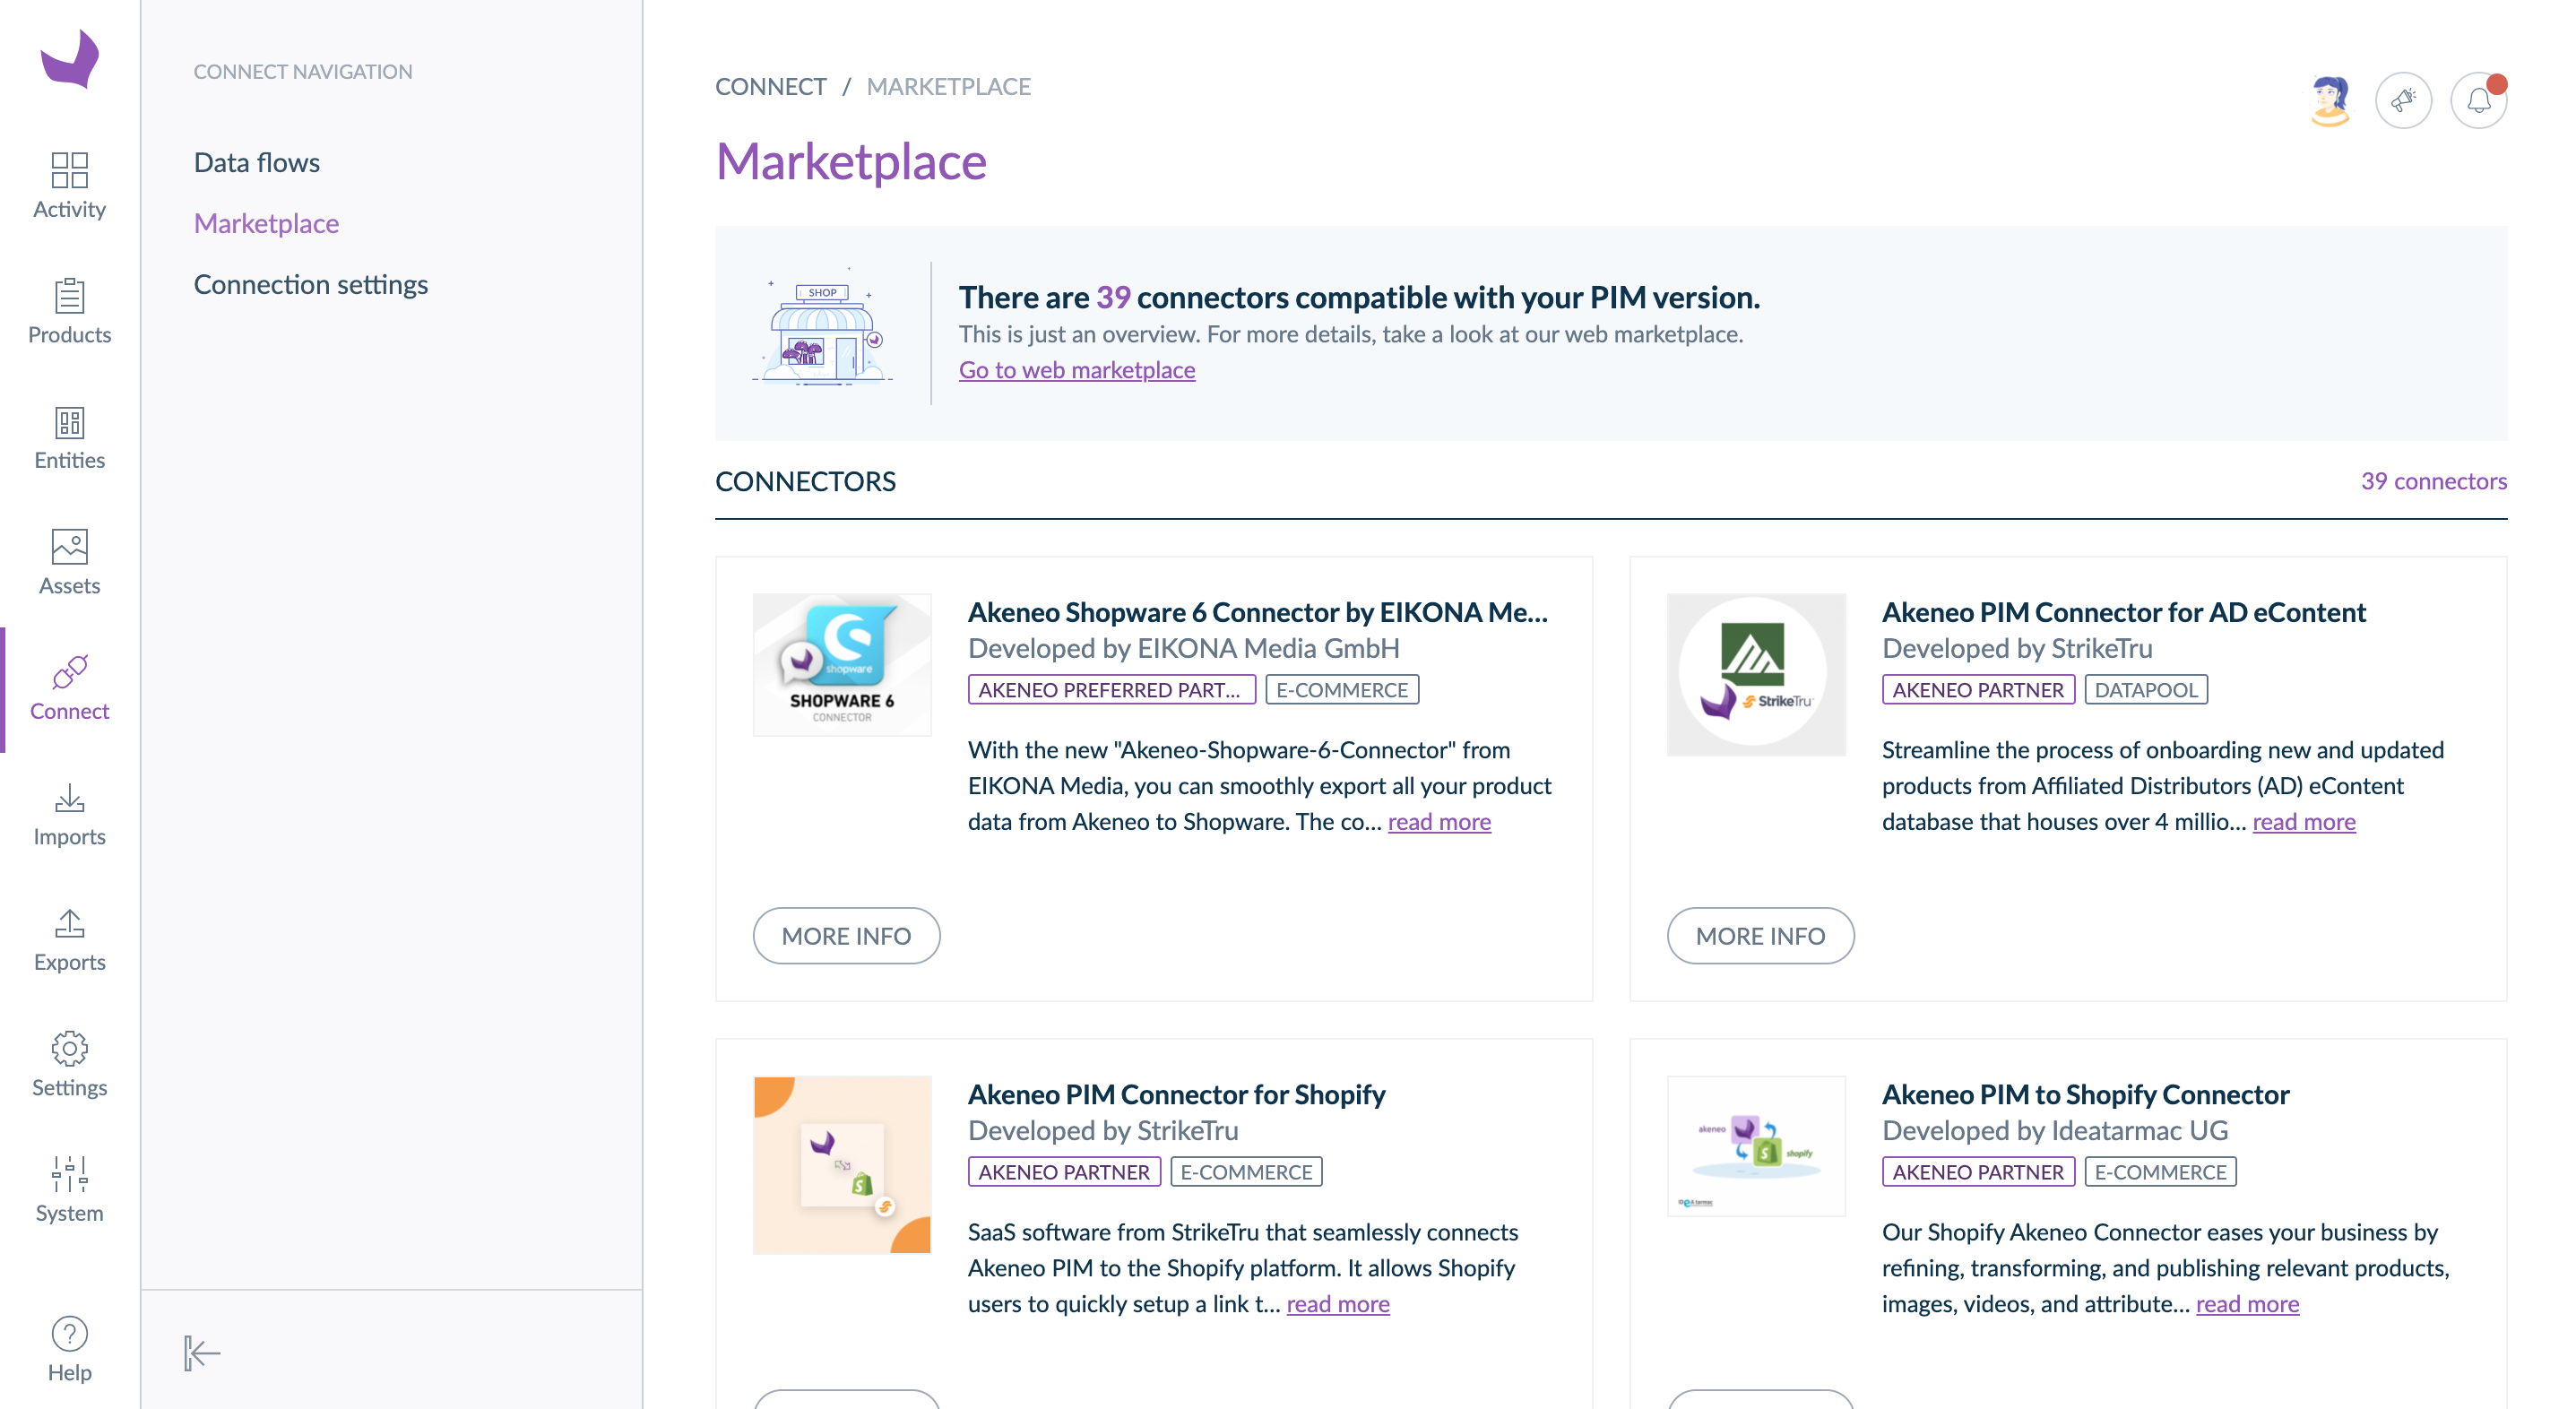 CONNECT NAVIGATION
Data flows
Marketplace
Connection settings
Activity
Products
Entities
Assets
Connect
Imports
Exports
Settings
System
Help
CONNECT / MARKETPLACE
Marketplace
SHOP
There are 39 connectors compatible with your PIM version.
This is just an overview. For more details, take a look at our web marketplace.
Go to web marketplace
CONNECTORS
39 connectors
shopware
SHOPWARE 6
CONNECTOR
Akeneo Shopware 6 Connector by EIKONA Me...
Developed by EIKONA Media GmbH
AKENEO PREFERRED PART... E-COMMERCE
With the new "Akeneo-Shopware-6-Connector" from
EIKONA Media, you can smoothly export all your product
data from Akeneo to Shopware. The co... read more
MORE INFO
StrikeTru
Akeneo PIM Connector for AD eContent
Developed by StrikeTru
AKENEO PARTNER DATAPOOL
Streamline the process of onboarding new and updated
products from Affiliated Distributors (AD) eContent
database that houses over 4 millio... read more
MORE INFO
Akeneo PIM Connector for Shopify
Developed by StrikeTru
AKENEO PARTNER E-COMMERCE
SaaS software from StrikeTru that seamlessly connects
Akeneo PIM to the Shopify platform. It allows Shopify
users to quickly setup a link t... read more
akeneo
shopify
Akeneo PIM to Shopify Connector
Developed by Ideatarmac UG
AKENEO PARTNER E-COMMERCE
Our Shopify Akeneo Connector eases your business by
refining, transforming, and publishing relevant products,
images, videos, and attribute... read more